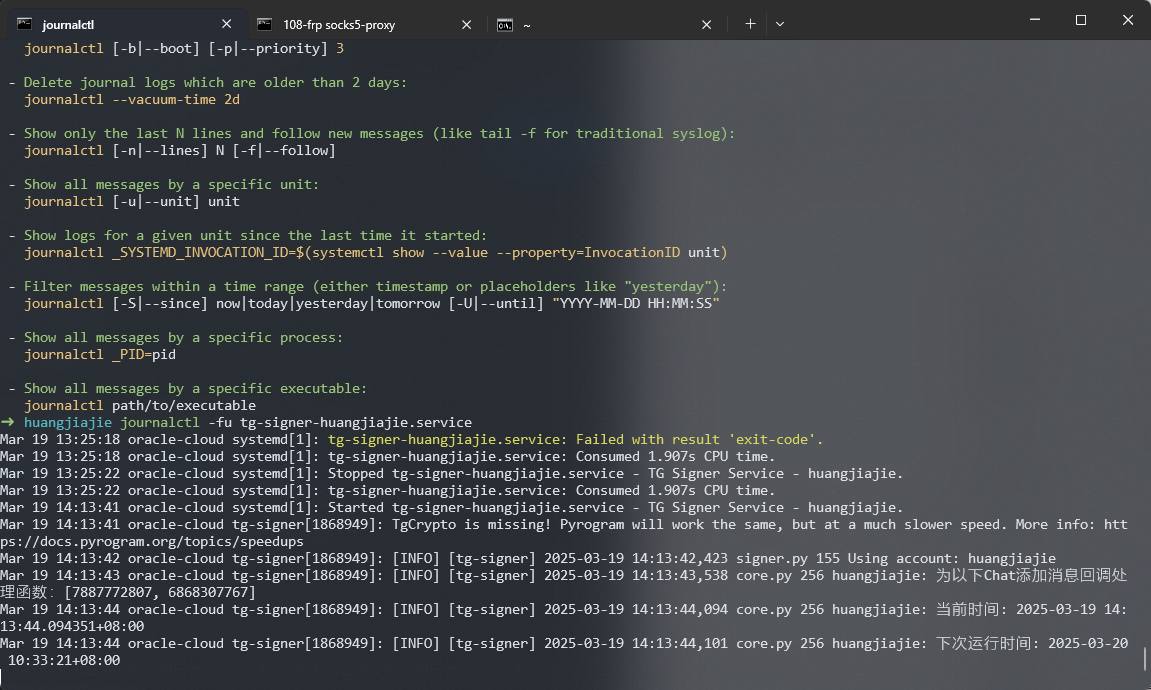 journalctl
108-frp socks5-proxy
~
journalctl [-b|--boot] [-p|--priority] 3
- Delete journal logs which are older than 2 days:
journalctl --vacuum-time 2d
- Show only the last N lines and follow new messages (like tail -f for traditional syslog):
journalctl [-n|--lines] N [-f|--follow]
- Show all messages by a specific unit:
journalctl [-u|--unit] unit
- Show logs for a given unit since the last time it started:
journalctl _SYSTEMD_INVOCATION_ID=$(systemctl show --value --property=InvocationID unit)
- Filter messages within a time range (either timestamp or placeholders like "yesterday"):
journalctl [-S|--since] now|today|yesterday|tomorrow [-U|--until] "YYYY-MM-DD HH:MM:SS"
- Show all messages by a specific process:
journalctl _PID=pid
- Show all messages by a specific executable:
journalctl path/to/executable
➜ huangjiajie journalctl -fu tg-signer-huangjiajie.service
Mar 19 13:25:18 oracle-cloud systemd[1]: tg-signer-huangjiajie.service: Failed with result 'exit-code'.
Mar 19 13:25:18 oracle-cloud systemd[1]: tg-signer-huangjiajie.service: Consumed 1.907s CPU time.
Mar 19 13:25:22 oracle-cloud systemd[1]: Stopped tg-signer-huangjiajie.service - TG Signer Service - huangjiajie.
Mar 19 13:25:22 oracle-cloud systemd[1]: tg-signer-huangjiajie.service: Consumed 1.907s CPU time.
Mar 19 14:13:41 oracle-cloud systemd[1]: Started tg-signer-huangjiajie.service - TG Signer Service - huangjiajie.
Mar 19 14:13:41 oracle-cloud tg-signer[1868949]: TgCrypto is missing! Pyrogram will work the same, but at a much slower speed. More info: htt
ps://docs.pyrogram.org/topics/speedups
Mar 19 14:13:42 oracle-cloud tg-signer[1868949]: [INFO] [tg-signer] 2025-03-19 14:13:42,423 signer.py 155 Using account: huangjiajie
Mar 19 14:13:43 oracle-cloud tg-signer[1868949]: [INFO] [tg-signer] 2025-03-19 14:13:43,538 core.py 256 huangjiajie: 为以下Chat添加消息回调处
理函数: [7887772807, 6868307767]
Mar 19 14:13:44 oracle-cloud tg-signer[1868949]: [INFO] [tg-signer] 2025-03-19 14:13:44,094 core.py 256 huangjiajie: 当前时间: 2025-03-19 14:
13:44.094351+08:00
Mar 19 14:13:44 oracle-cloud tg-signer[1868949]: [INFO] [tg-signer] 2025-03-19 14:13:44,101 core.py 256 huangjiajie: 下次运行时间: 2025-03-20
10:33:21+08:00